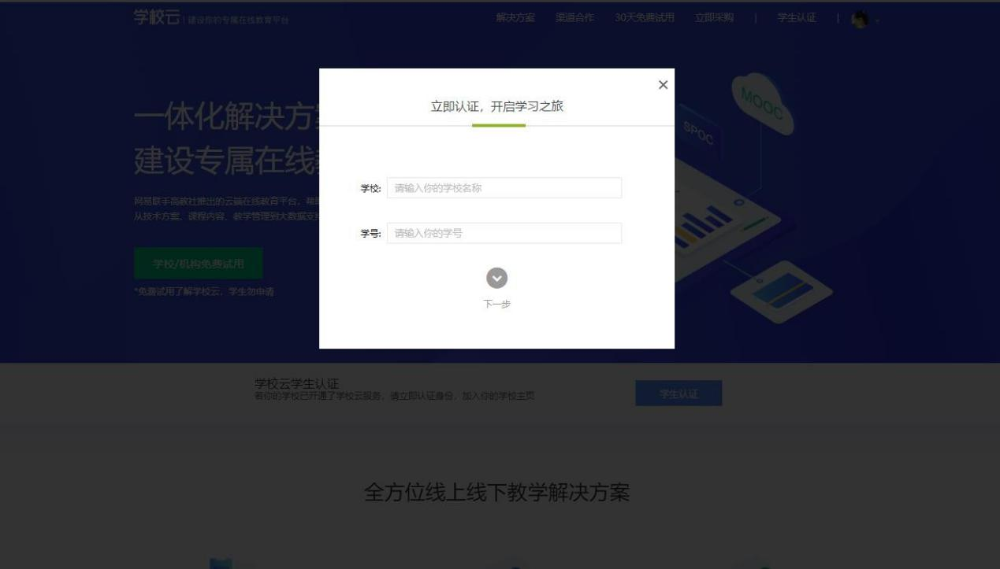 学校云 | 建设你的专属在线教育平台
解决方案 渠道合作 30天免费试用 立即采购 | 学生认证 |
立即认证，开启学习之旅
一体化解决方
建设专属在线
MOOC
SPOC
网易联手高教社推出的云端在线教育平台，帮
从技术方案、课程内容、教学管理到大数据支
学校: 请输入你的学校名称
学号: 请输入你的学号
学校/机构免费试用
*免费试用了解学校云，学生勿申请
下一步
学校云学生认证
若你的学校已开通了学校云服务，请立即认证身份，加入你的学校主页
学生认证
全方位线上线下教学解决方案